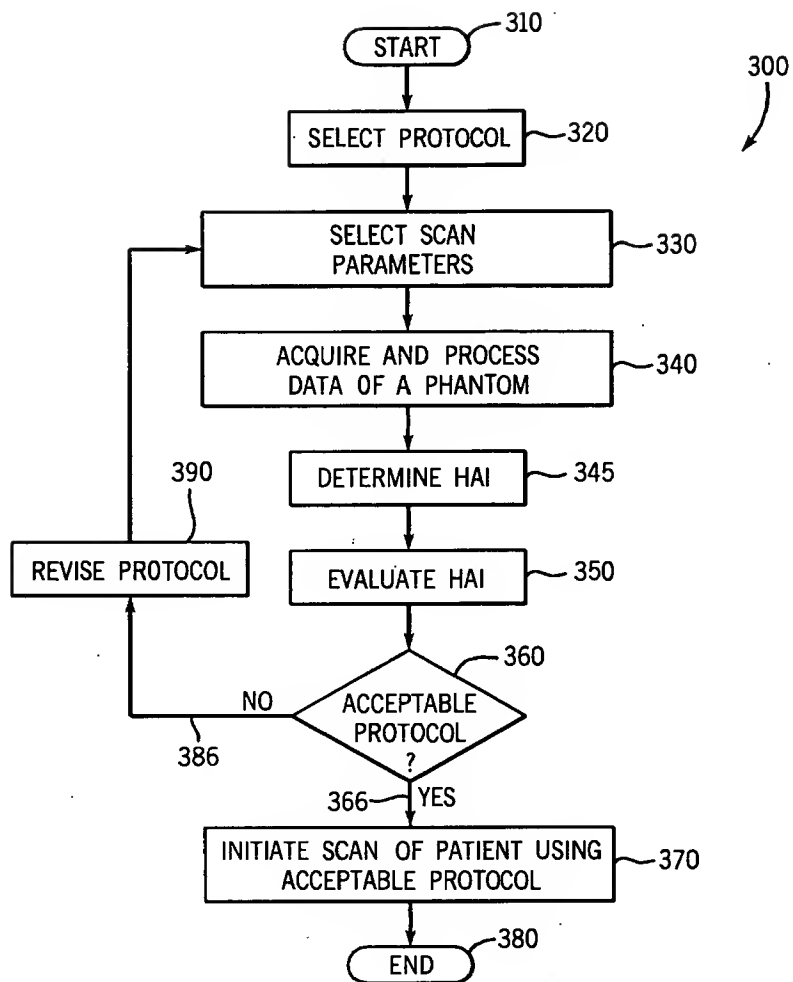 START
310
300
SELECT PROTOCOL
320
SELECT SCAN
PARAMETERS
330
ACQUIRE AND PROCESS
DATA OF A PHANTOM
340
DETERMINE HAI
345
390
REVISE PROTOCOL
EVALUATE HAI
350
360
NO
ACCEPTABLE
PROTOCOL
?
386
366
YES
INITIATE SCAN OF PATIENT USING
ACCEPTABLE PROTOCOL
370
END
380